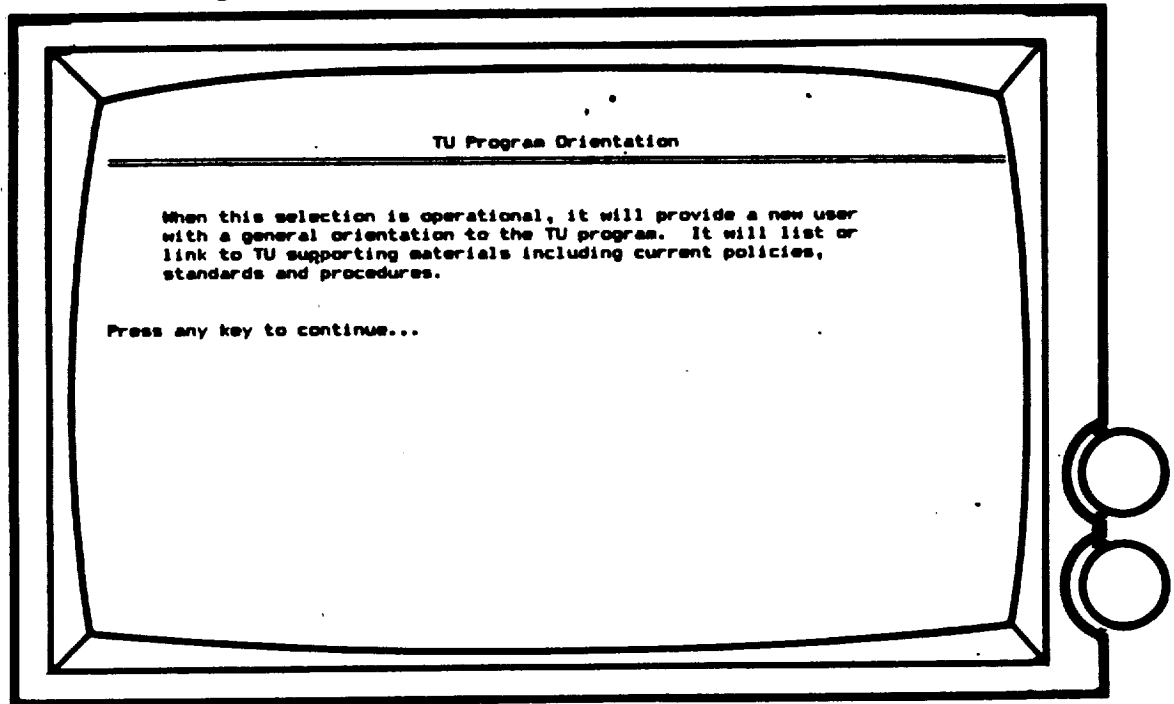 TU Program Orientation
When this selection is operational, it will provide a new user
with a general orientation to the TU program. It will list or
link to TU supporting materials including current policies,
standards and procedures.
Press any key to continue...